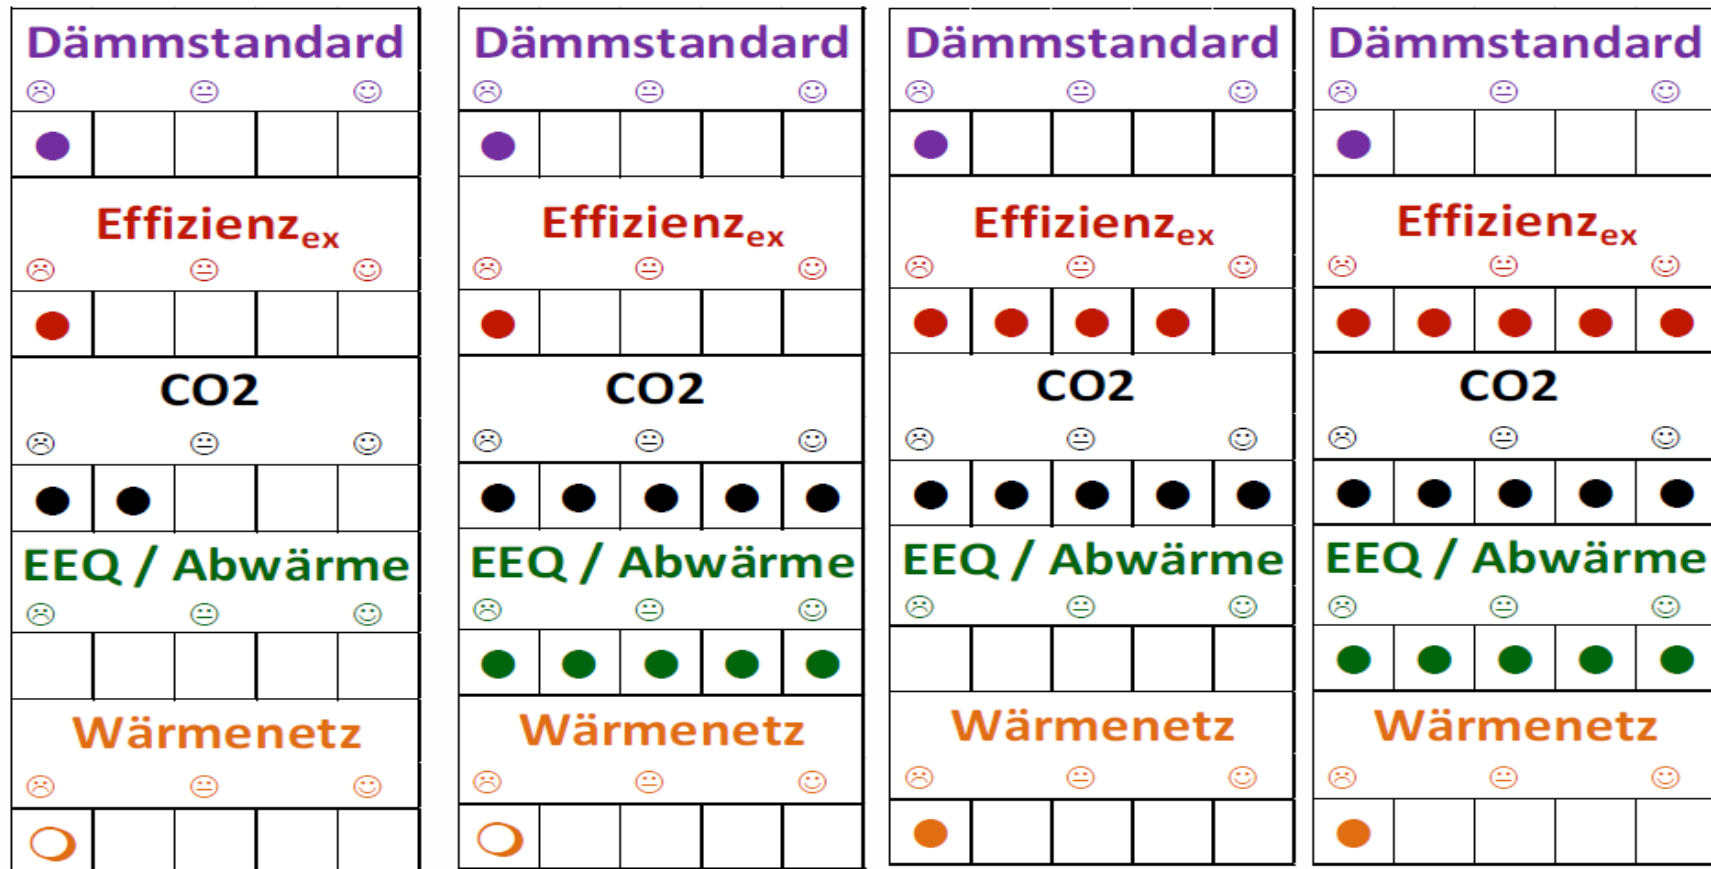 Dämmstandard
Effizienzex
CO2
EEQ / Abwärme
Wärmenetz
Dämmstandard
Effizienzex
CO2
EEQ / Abwärme
Wärmenetz
Dämmstandard
Effizienzex
CO2
EEQ / Abwärme
Wärmenetz
Dämmstandard
Effizienzex
CO2
EEQ / Abwärme
Wärmenetz